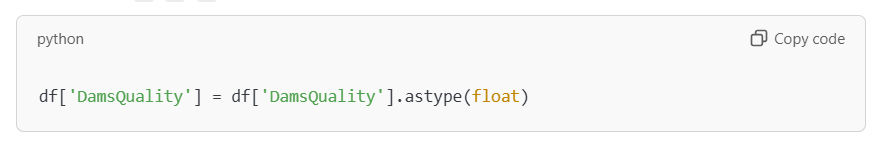 python
Copy code
df['DamsQuality'] = df['DamsQuality'].astype(float)